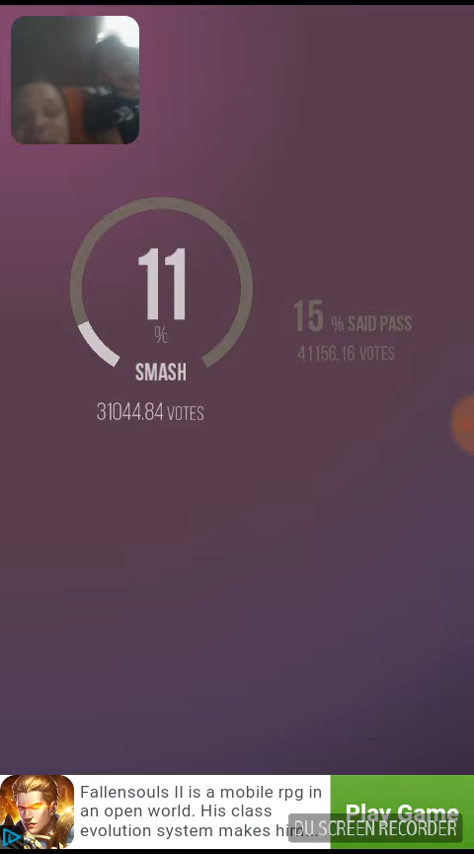 11
%
SMASH
31044.84 VOTES
15 % SAID PASS
41156.16 VOTES
Fallensouls II is a mobile rpg in
an open world. His class
evolution system makes him...
Play Game
DU SCREEN RECORDER